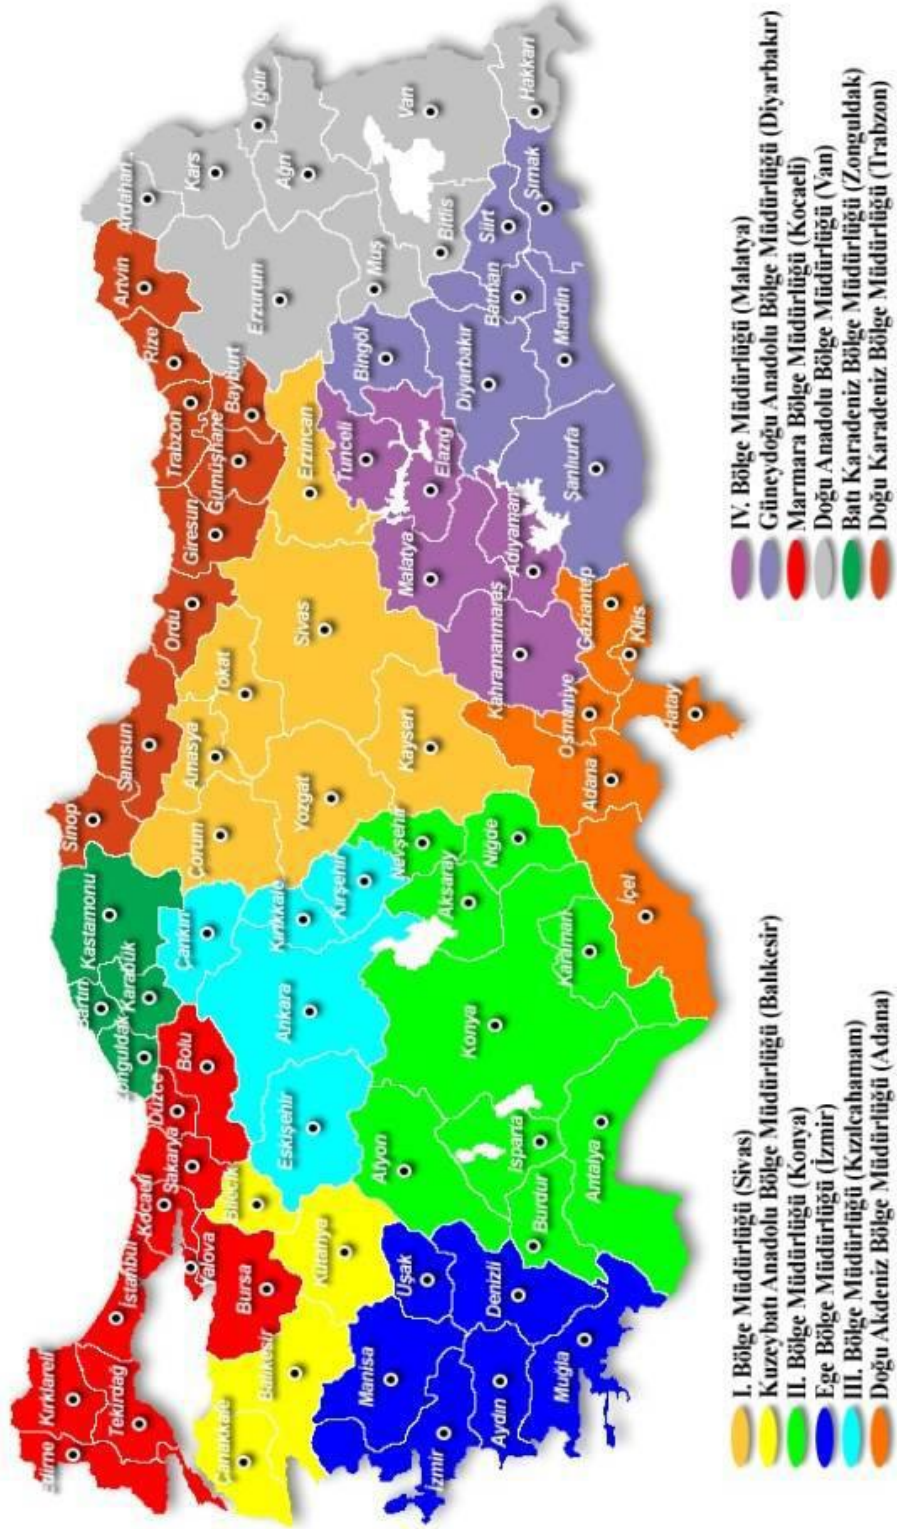 Edirne
Kırklareli
Tekirdağ
İstanbul
Kocaeli
Yalova
Sakarya
Düzce
Bolu
Zonguldak
Bartın
Karabük
Kastamonu
Sinop
Samsun
Ordu
Giresun
Trabzon
Gümüşhane
Rize
Bayburt
Artvin
Ardahan
Kars
Iğdır
Çanakkale
Balıkesir
Bursa
Bilecik
Kütahya
Eskişehir
Ankara
Çankırı
Kırıkkale
Kırşehir
Çorum
Amasya
Tokat
Yozgat
Sivas
Erzincan
Erzurum
Ağrı
Manisa
İzmir
Uşak
Aydın
Denizli
Muğla
Afyon
Isparta
Burdur
Antalya
Konya
Aksaray
Nevşehir
Niğde
Karaman
Kayseri
Malatya
Elazığ
Tunceli
Bingöl
Muş
Bitlis
Van
Hakkari
Kahramanmaraş
Adıyaman
Diyarbakır
Batman
Siirt
Şırnak
Mardin
Şanlıurfa
İçel
Adana
Osmaniye
Gaziantep
Kilis
Hatay
I. Bölge Müdürlüğü (Sivas)
Kuzeybatı Anadolu Bölge Müdürlüğü (Balıkesir)
II. Bölge Müdürlüğü (Konya)
Ege Bölge Müdürlüğü (İzmir)
III. Bölge Müdürlüğü (Kızılcahamam)
Doğu Akdeniz Bölge Müdürlüğü (Adana)
IV. Bölge Müdürlüğü (Malatya)
Güneydoğu Anadolu Bölge Müdürlüğü (Diyarbakır)
Marmara Bölge Müdürlüğü (Kocaeli)
Doğu Anadolu Bölge Müdürlüğü (Van)
Batı Karadeniz Bölge Müdürlüğü (Zonguldak)
Doğu Karadeniz Bölge Müdürlüğü (Trabzon)